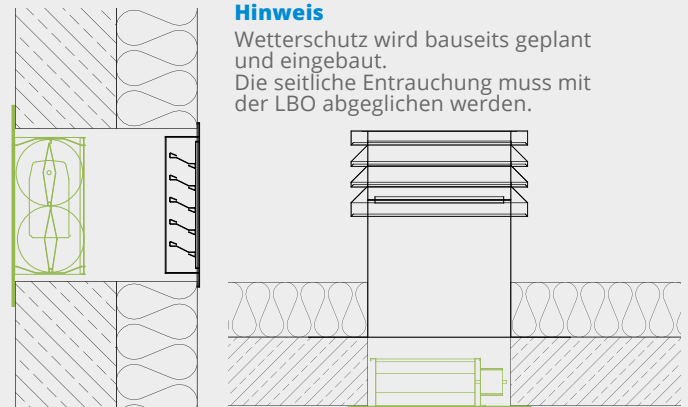 Hinweis
Wetterschutz wird bauseits geplant
und eingebaut.
Die seitliche Entrauchung muss mit
der LBO abgeglichen werden.